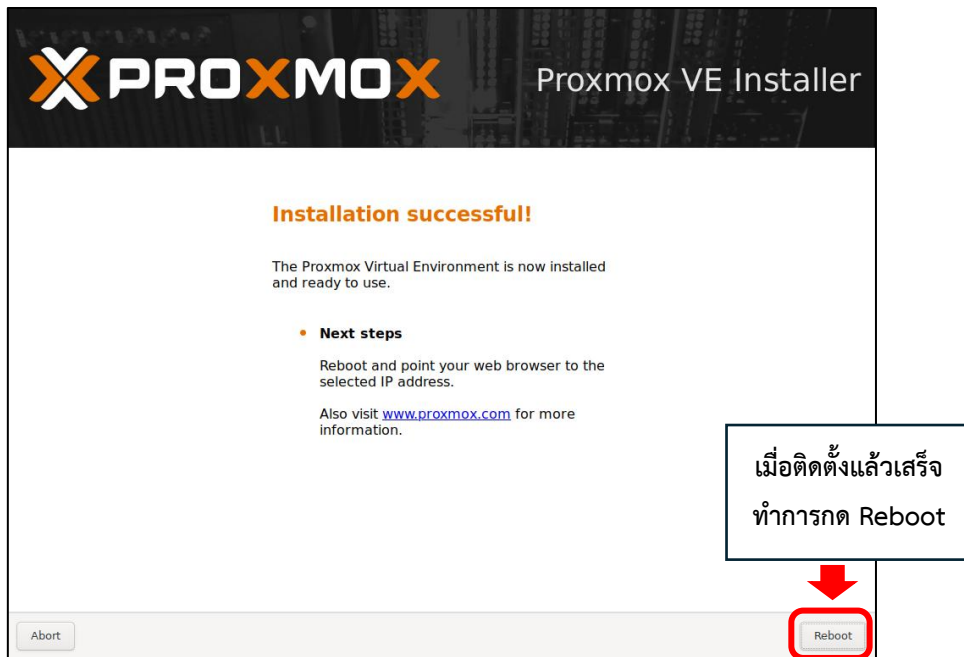 PROXMOX
Proxmox VE Installer
Installation successful!
The Proxmox Virtual Environment is now installed
and ready to use.
Next steps
Reboot and point your web browser to the
selected IP address.
Also visit www.proxmox.com for more
information.
เมื่อติดตั้งแล้วเสร็จ
ทำการกด Reboot
Abort
Reboot